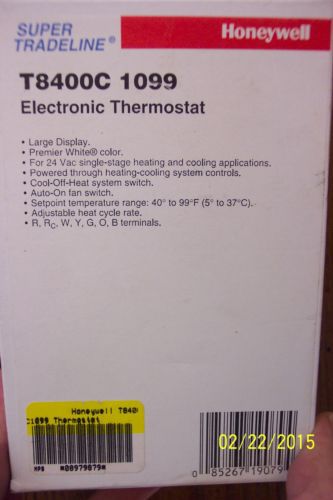 SUPER
TRADELINE®
Honeywell
T8400C 1099
Electronic Thermostat
• Large Display.
• Premier White® color.
• For 24 Vac single-stage heating and cooling applications.
• Powered through heating-cooling system controls.
• Cool-Off-Heat system switch.
• Auto-On fan switch.
• Setpoint temperature range: 40° to 99°F (5° to 37°C).
• Adjustable heat cycle rate.
• R, RC, W, Y, G, O, B terminals.
Honeywell T840
C1099 Thermostat
*08979879*
02/22/2015
0 85267 19079